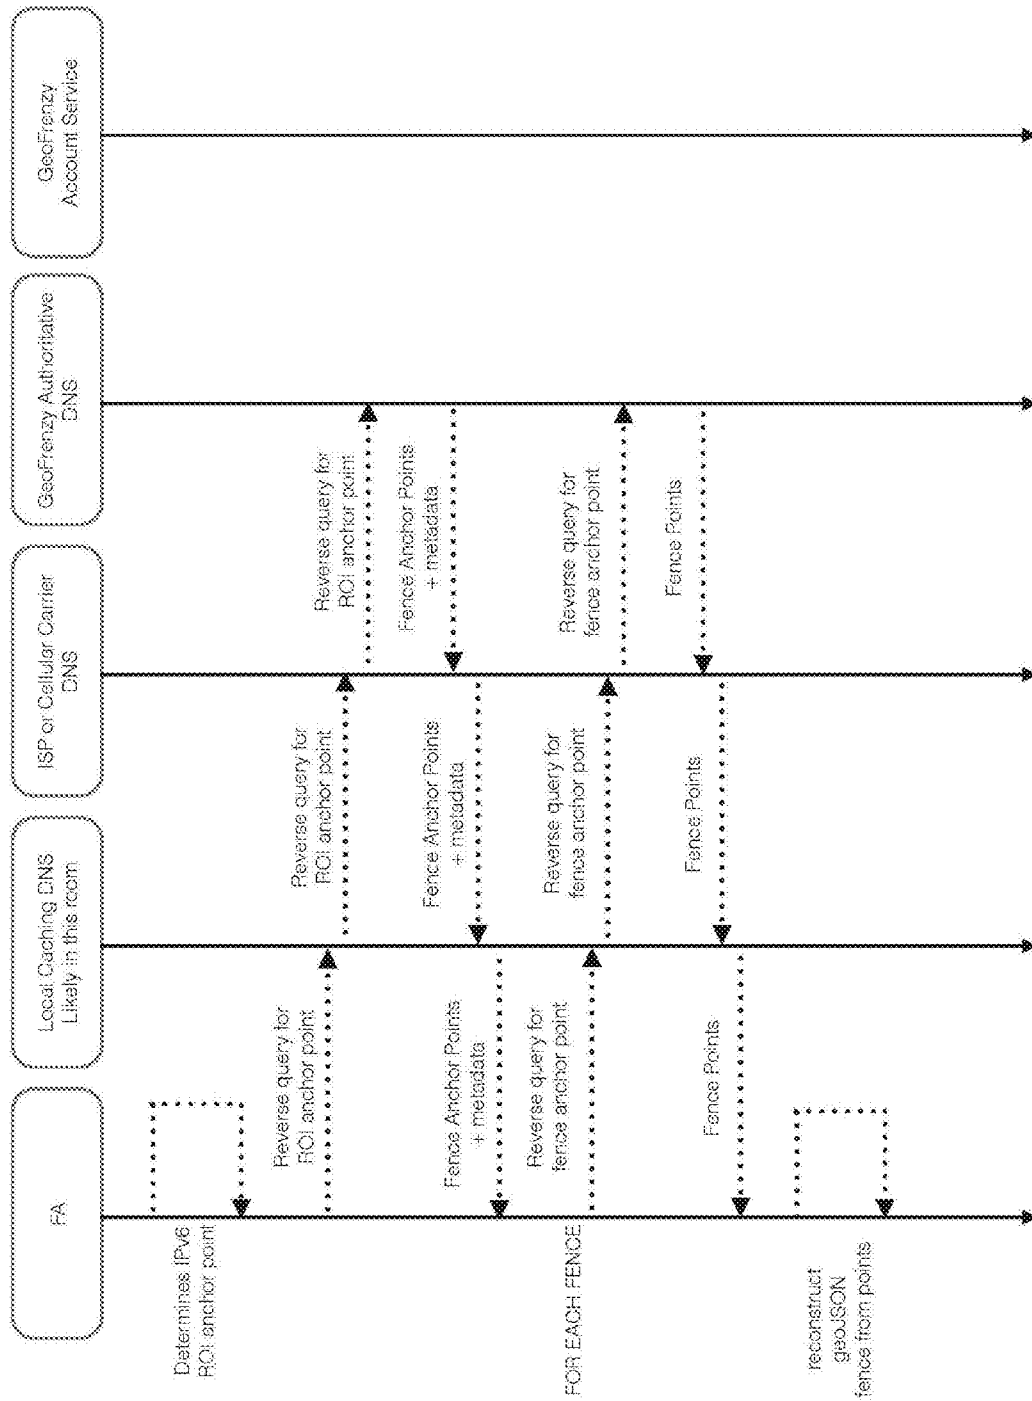 FA
Local Caching DNS
Likely in this room
ISP or Cellular Carrier
DNS
GeoFrenzy Authoritative
DNS
GeoFrenzy
Account Service
Determines IPv6
ROI anchor point
Reverse query for
ROI anchor point
Reverse query for
ROI anchor point
Reverse query for
ROI anchor point
Fence Anchor Points
+ metadata
Fence Anchor Points
+ metadata
Fence Anchor Points
+ metadata
FOR EACH FENCE
Reverse query for
fence anchor point
Reverse query for
fence anchor point
Reverse query for
fence anchor point
Fence Points
Fence Points
Fence Points
reconstruct
geoJSON
fence from points